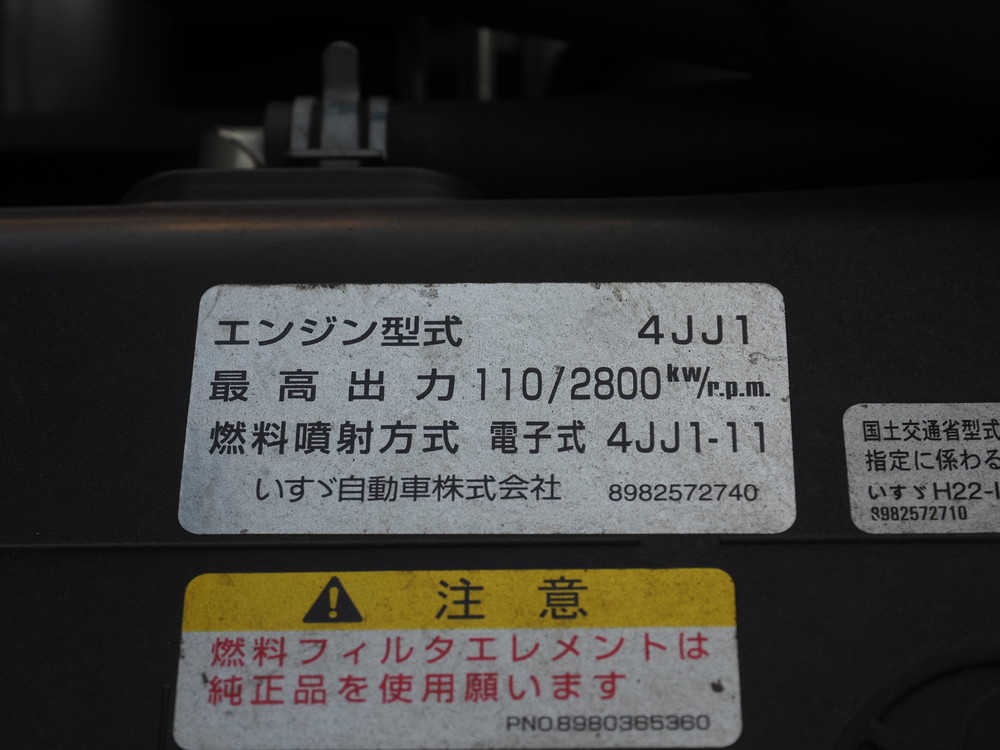 エンジン型式 4JJ1
最高出力 110/2800kw/r.p.m.
燃料噴射方式 電子式 4JJ1-11
いすゞ自動車株式会社 8982572740
国土交通省型式
指定に係わる
いすゞH22-
8982572710
注意
燃料フィルタエレメントは
純正品を使用願います
PNO.8980365360